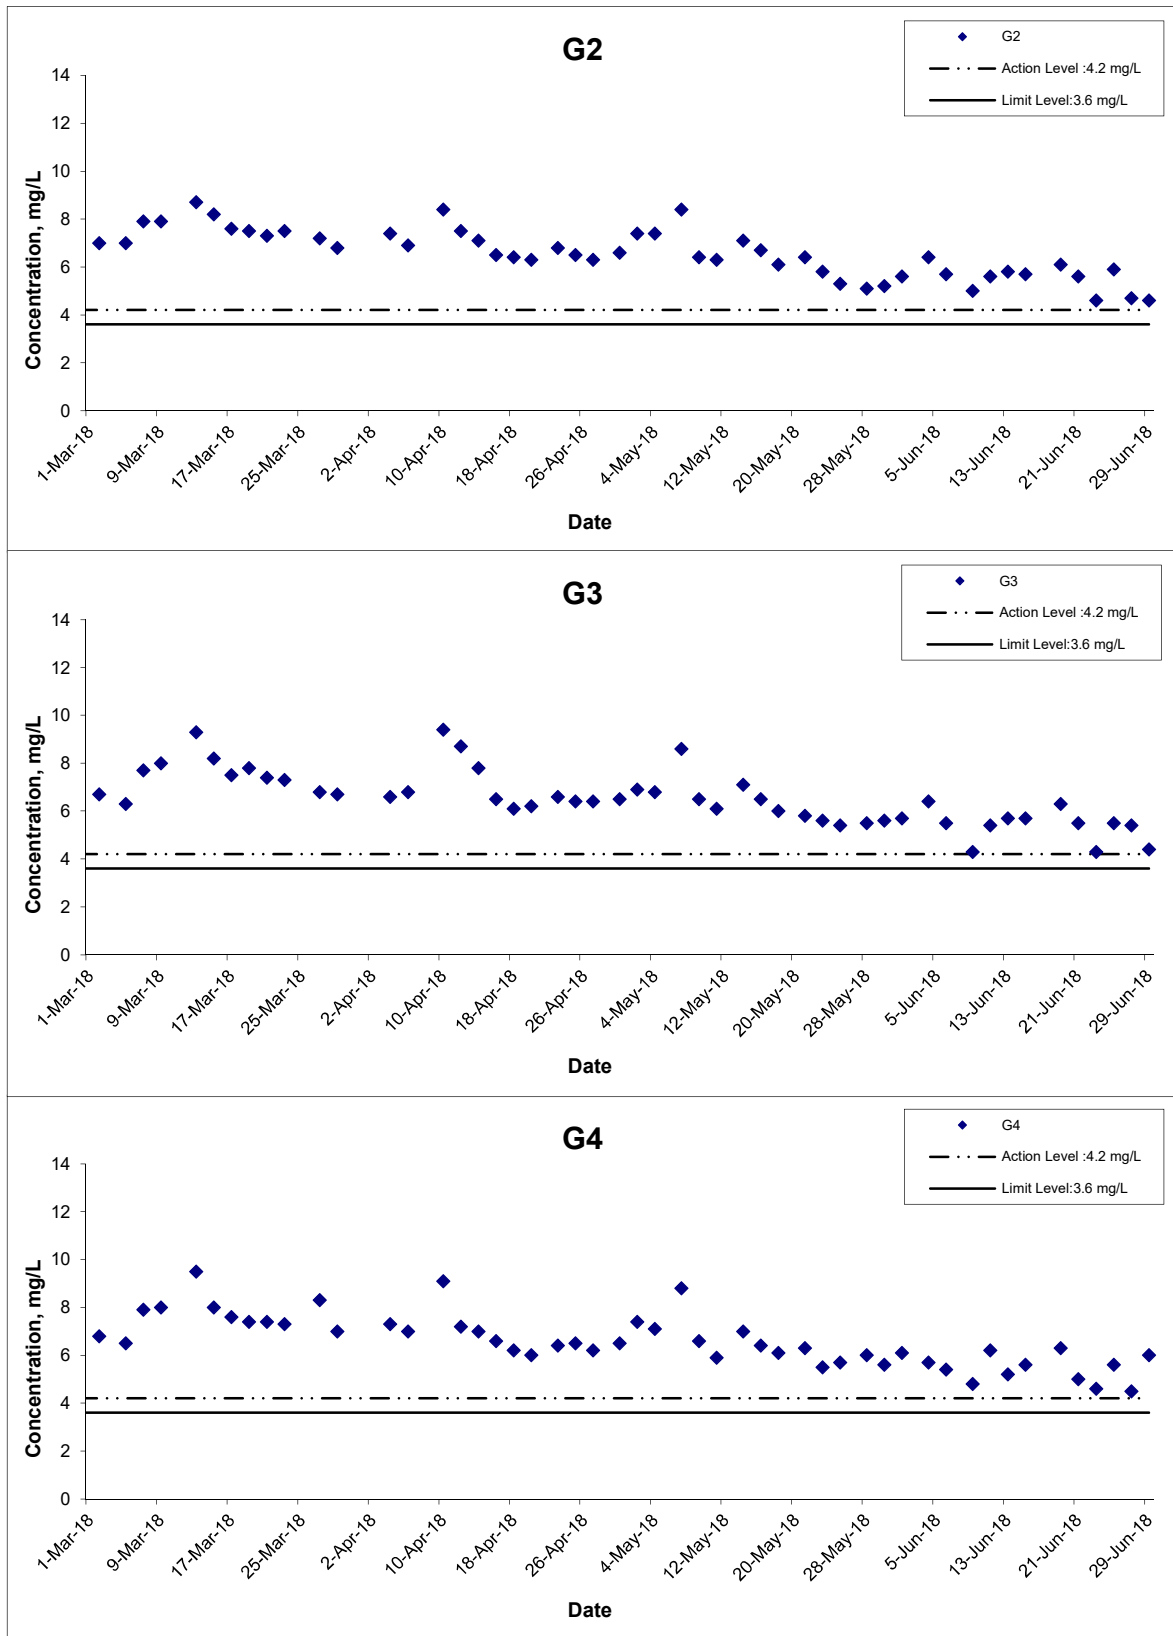 G2
G2
Action Level :4.2 mg/L
Limit Level:3.6 mg/L
Concentration, mg/L
14
12
10
8
6
4
2
0
1-Mar-18
9-Mar-18
17-Mar-18
25-Mar-18
2-Apr-18
10-Apr-18
18-Apr-18
26-Apr-18
4-May-18
12-May-18
20-May-18
28-May-18
5-Jun-18
13-Jun-18
21-Jun-18
29-Jun-18
Date
G3
G3
Action Level :4.2 mg/L
Limit Level:3.6 mg/L
Concentration, mg/L
14
12
10
8
6
4
2
0
1-Mar-18
9-Mar-18
17-Mar-18
25-Mar-18
2-Apr-18
10-Apr-18
18-Apr-18
26-Apr-18
4-May-18
12-May-18
20-May-18
28-May-18
5-Jun-18
13-Jun-18
21-Jun-18
29-Jun-18
Date
G4
G4
Action Level :4.2 mg/L
Limit Level:3.6 mg/L
Concentration, mg/L
14
12
10
8
6
4
2
0
1-Mar-18
9-Mar-18
17-Mar-18
25-Mar-18
2-Apr-18
10-Apr-18
18-Apr-18
26-Apr-18
4-May-18
12-May-18
20-May-18
28-May-18
5-Jun-18
13-Jun-18
21-Jun-18
29-Jun-18
Date